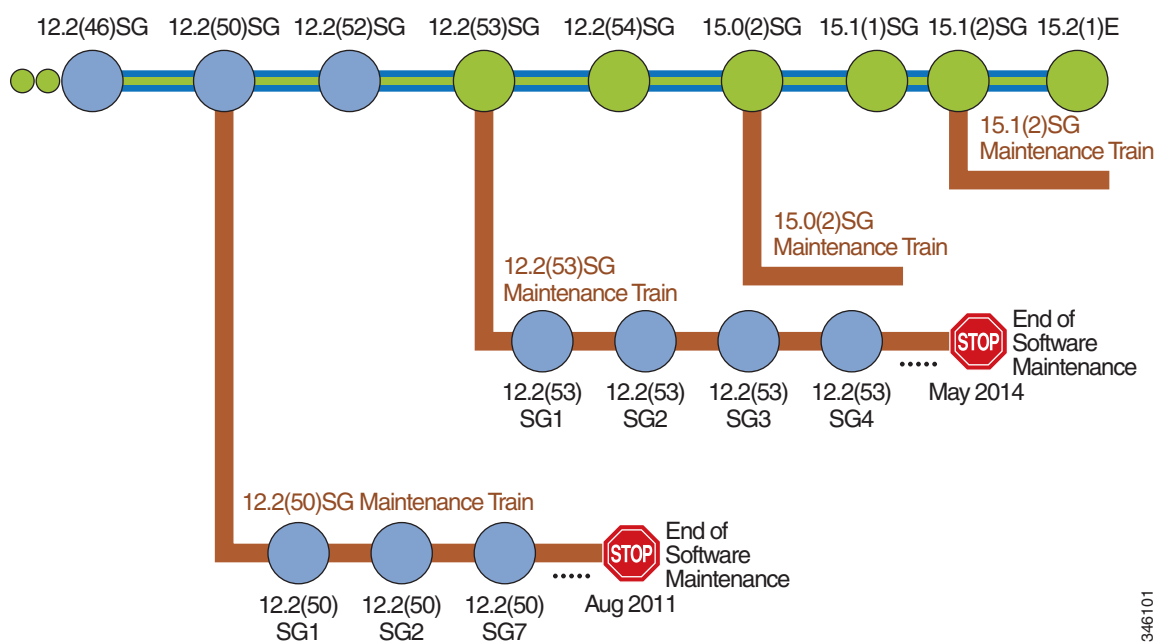 12.2(46)SG 12.2(50)SG 12.2(52)SG 12.2(53)SG 12.2(54)SG 15.0(2)SG 15.1(1)SG 15.1(2)SG 15.2(1)E
15.1(2)SG
Maintenance Train
15.0(2)SG
Maintenance Train
12.2(53)SG
Maintenance Train
STOP
End of
Software
Maintenance
12.2(53)
SG1
12.2(53)
SG2
12.2(53)
SG3
12.2(53)
SG4
.....
May 2014
12.2(50)SG Maintenance Train
STOP
End of
Software
Maintenance
12.2(50)
SG1
12.2(50)
SG2
12.2(50)
SG7
.....
Aug 2011
346101